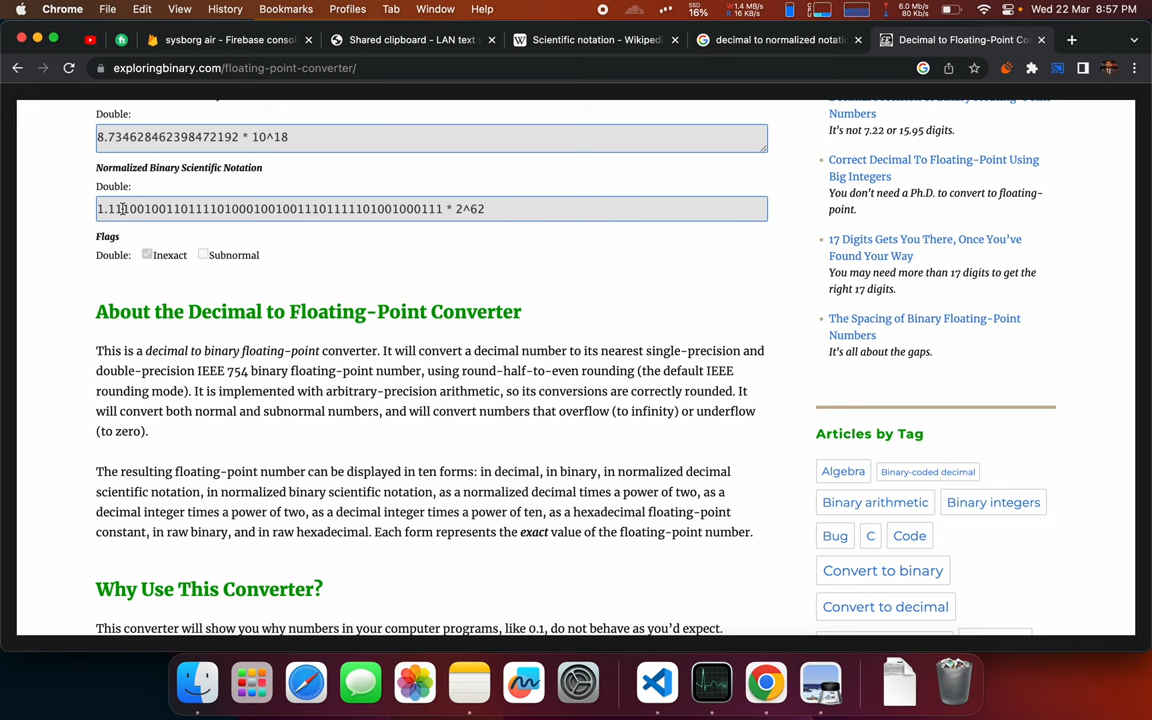 Chrome File Edit View History Bookmarks Profiles Tab Window Help SSD 16% W: 1.4 MB/s R: 16 KB/s 6.0 Mb/s 80 Kb/s Wed 22 Mar 8:57 PM
sysborg air - Firebase consol Shared clipboard - LAN text s Scientific notation - Wikiped decimal to normalized notati Decimal to Floating-Point Co
exploringbinary.com/floating-point-converter/
Double:
8.734628462398472192 * 10^18
Normalized Binary Scientific Notation
Double:
* 2^62
Flags
Double: Inexact Subnormal
About the Decimal to Floating-Point Converter
This is a decimal to binary floating-point converter. It will convert a decimal number to its nearest single-precision and
double-precision IEEE 754 binary floating-point number, using round-half-to-even rounding (the default IEEE
rounding mode). It is implemented with arbitrary-precision arithmetic, so its conversions are correctly rounded. It
will convert both normal and subnormal numbers, and will convert numbers that overflow (to infinity) or underflow
(to zero).
The resulting floating-point number can be displayed in ten forms: in decimal, in binary, in normalized decimal
scientific notation, in normalized binary scientific notation, as a normalized decimal times a power of two, as a
decimal integer times a power of two, as a decimal integer times a power of ten, as a hexadecimal floating-point
constant, in raw binary, and in raw hexadecimal. Each form represents the exact value of the floating-point number.
Why Use This Converter?
This converter will show you why numbers in your computer programs, like 0.1, do not behave as you'd expect.
Numbers
It's not 7.22 or 15.95 digits.
Correct Decimal To Floating-Point Using
Big Integers
You don't need a Ph.D. to convert to floating-
point.
17 Digits Gets You There, Once You've
Found Your Way
You may need more than 17 digits to get the
right 17 digits.
The Spacing of Binary Floating-Point
Numbers
It's all about the gaps.
Articles by Tag
Algebra Binary-coded decimal
Binary arithmetic Binary integers
Bug C Code
Convert to binary
Convert to decimal